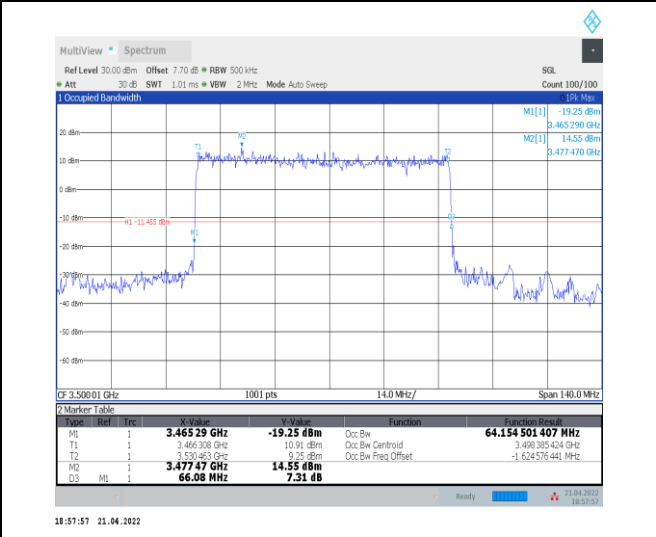 MultiView Spectrum
Ref Level 30.00 dBm Offset 7.70 dB RBW 500 kHz SGL
Att 30 dB SWT 1.01 ms VBW 2 MHz Mode Auto Sweep Count 100/100
1 Occupied Bandwidth 1Pk Max
M1[1] -19.25 dBm
3.465 290 GHz
M2[1] 14.55 dBm
3.477 470 GHz
20 dBm
M2
T1
T2
10 dBm
0 dBm
-10 dBm
H1 -11.455 dBm
D3
M1
-20 dBm
-30 dBm
-40 dBm
-50 dBm
-60 dBm
CF 3.500 01 GHz 1001 pts 14.0 MHz/ Span 140.0 MHz
2 Marker Table
Type Ref Trc X-Value Y-Value Function Function Result
M1 1 3.465 29 GHz -19.25 dBm Occ Bw 64.154 501 407 MHz
T1 1 3.466 308 GHz 10.91 dBm Occ Bw Centroid 3.498 385 424 GHz
T2 1 3.530 463 GHz 9.25 dBm Occ Bw Freq Offset -1.624 576 441 MHz
M2 1 3.477 47 GHz 14.55 dBm
D3 M1 1 66.08 MHz 7.31 dB
Ready 21.04.2022
18:57:57
18:57:57 21.04.2022